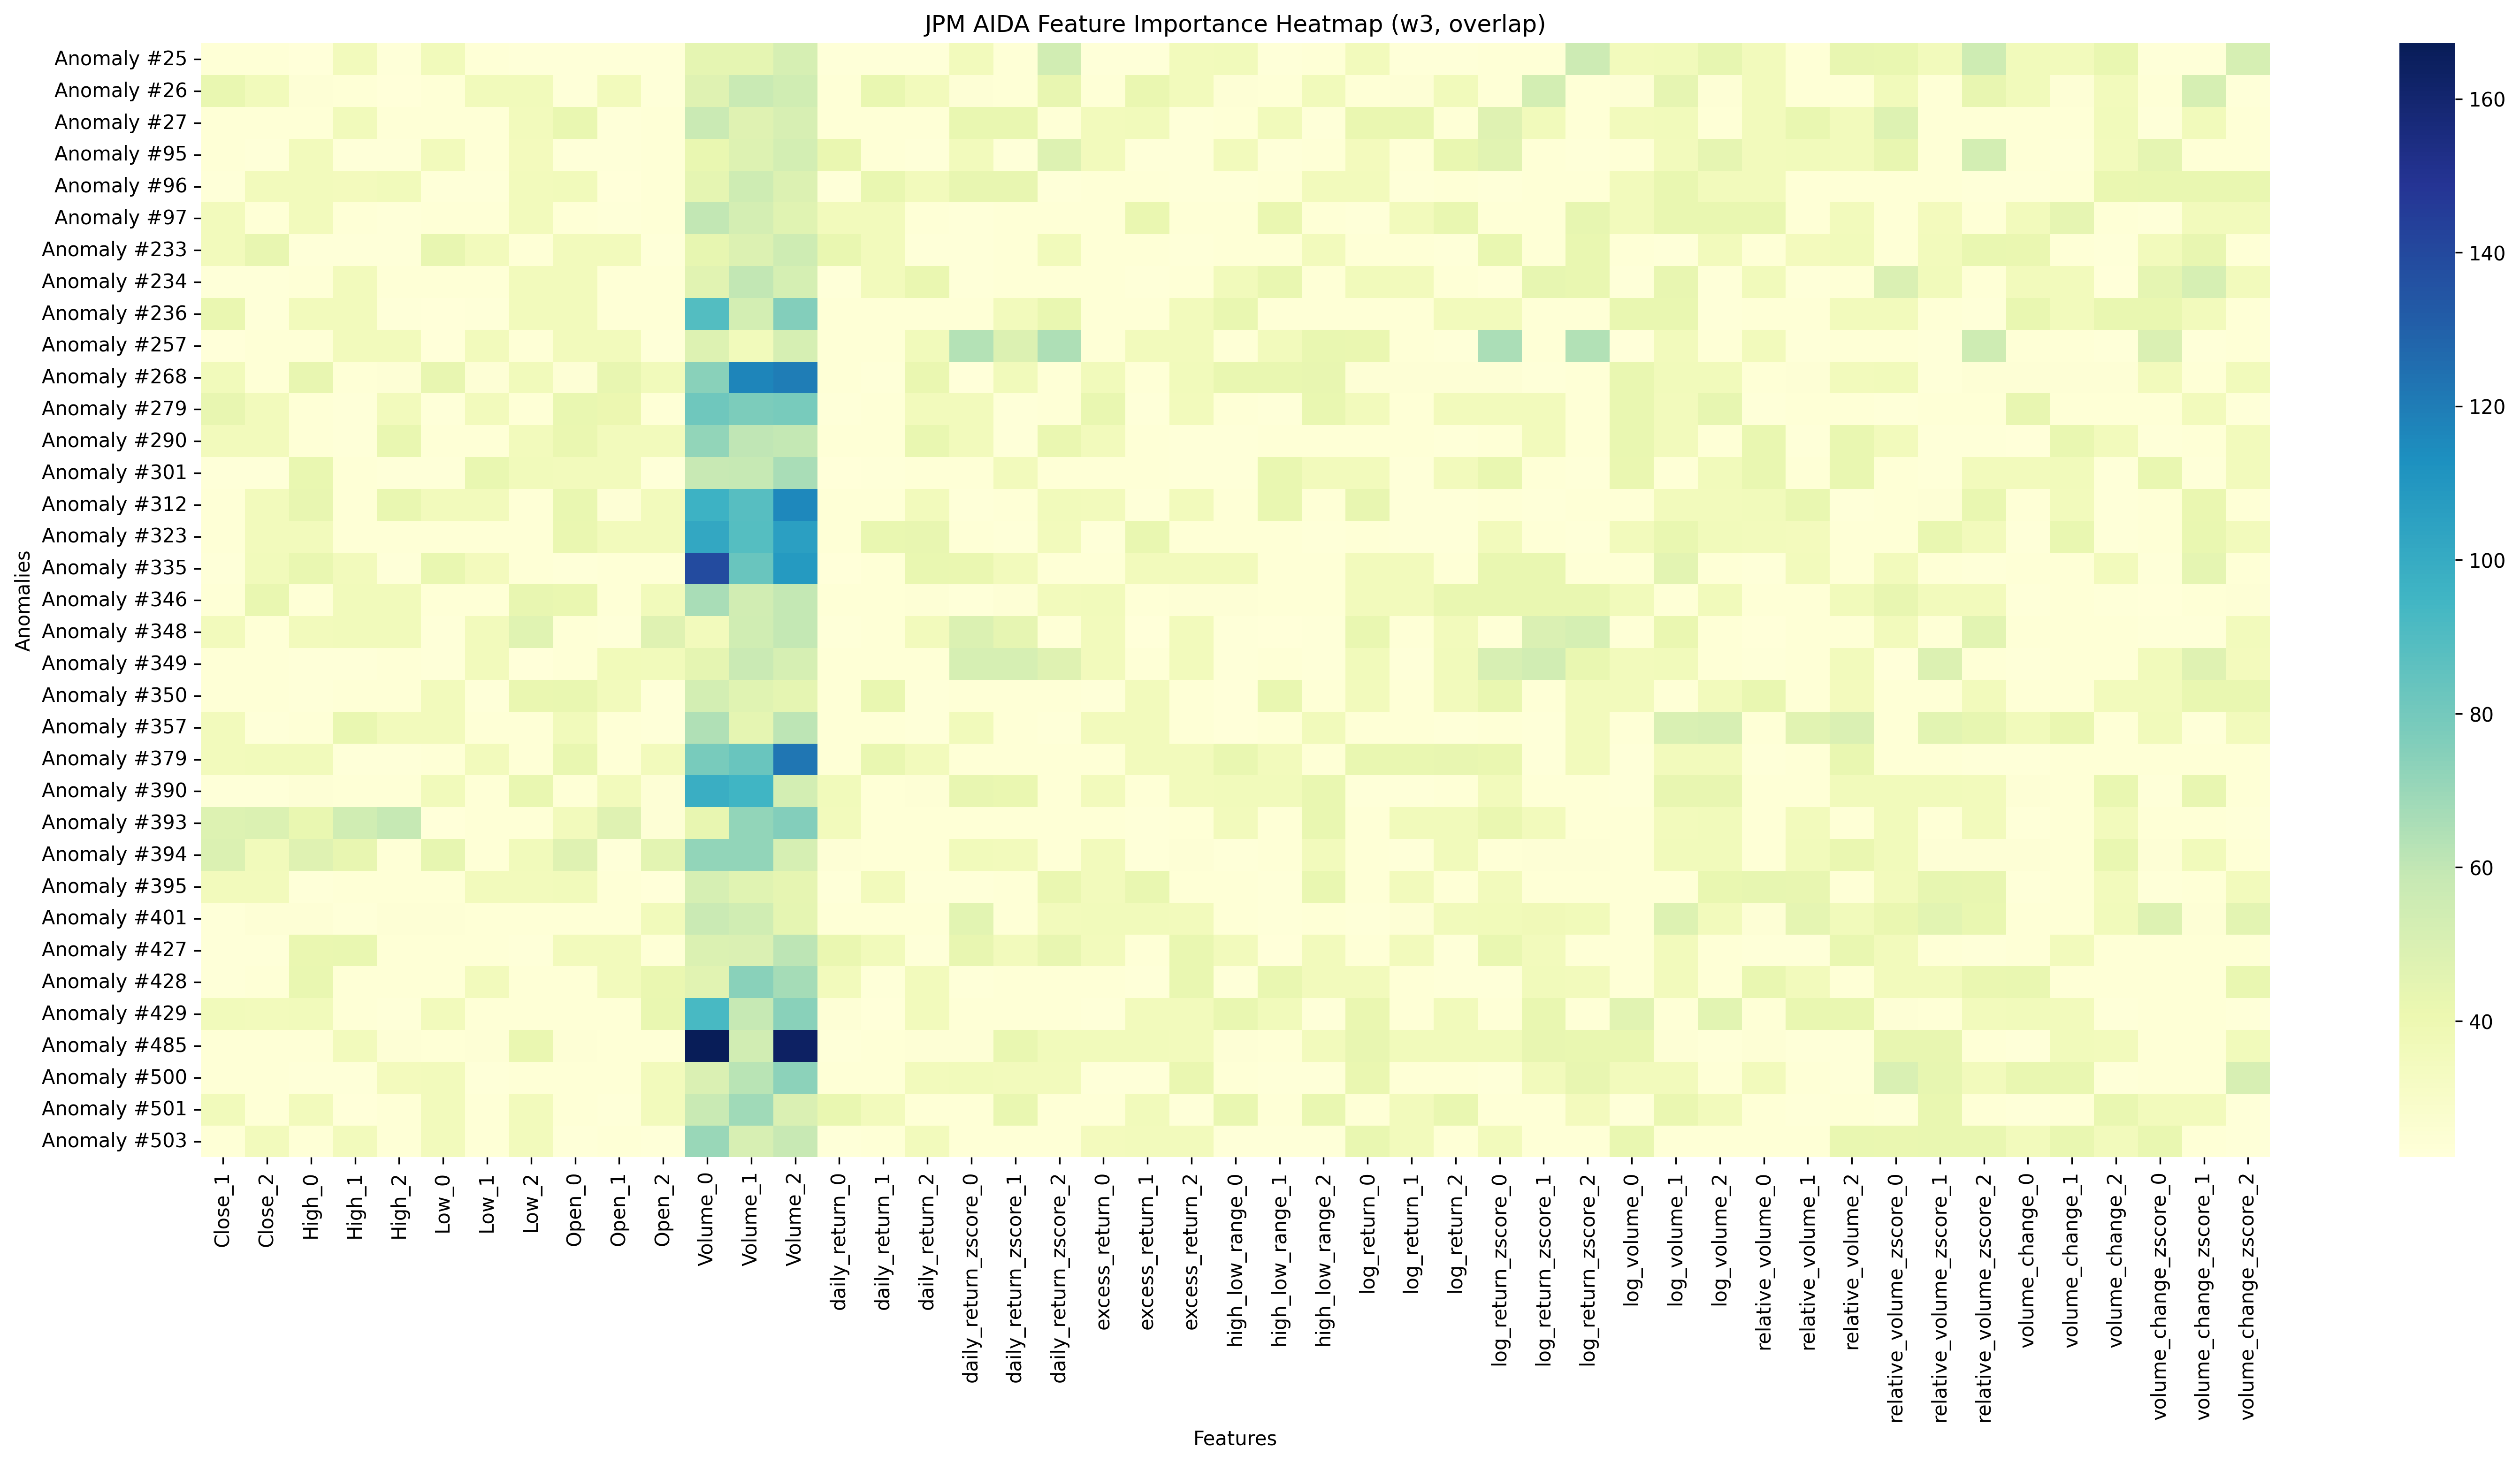 JPM AIDA Feature Importance Heatmap (w3, overlap)
Anomalies
Anomaly #25
Anomaly #26
Anomaly #27
Anomaly #95
Anomaly #96
Anomaly #97
Anomaly #233
Anomaly #234
Anomaly #236
Anomaly #257
Anomaly #268
Anomaly #279
Anomaly #290
Anomaly #301
Anomaly #312
Anomaly #323
Anomaly #335
Anomaly #346
Anomaly #348
Anomaly #349
Anomaly #350
Anomaly #357
Anomaly #379
Anomaly #390
Anomaly #393
Anomaly #394
Anomaly #395
Anomaly #401
Anomaly #427
Anomaly #428
Anomaly #429
Anomaly #485
Anomaly #500
Anomaly #501
Anomaly #503
160
140
120
100
80
60
40
Close_1
Close_2
High_0
High_1
High_2
Low_0
Low_1
Low_2
Open_0
Open_1
Open_2
Volume_0
Volume_1
Volume_2
daily_return_0
daily_return_1
daily_return_2
daily_return_zscore_0
daily_return_zscore_1
daily_return_zscore_2
excess_return_0
excess_return_1
excess_return_2
high_low_range_0
high_low_range_1
high_low_range_2
log_return_0
log_return_1
log_return_2
log_return_zscore_0
log_return_zscore_1
log_return_zscore_2
log_volume_0
log_volume_1
log_volume_2
relative_volume_0
relative_volume_1
relative_volume_2
relative_volume_zscore_0
relative_volume_zscore_1
relative_volume_zscore_2
volume_change_0
volume_change_1
volume_change_2
volume_change_zscore_0
volume_change_zscore_1
volume_change_zscore_2
Features